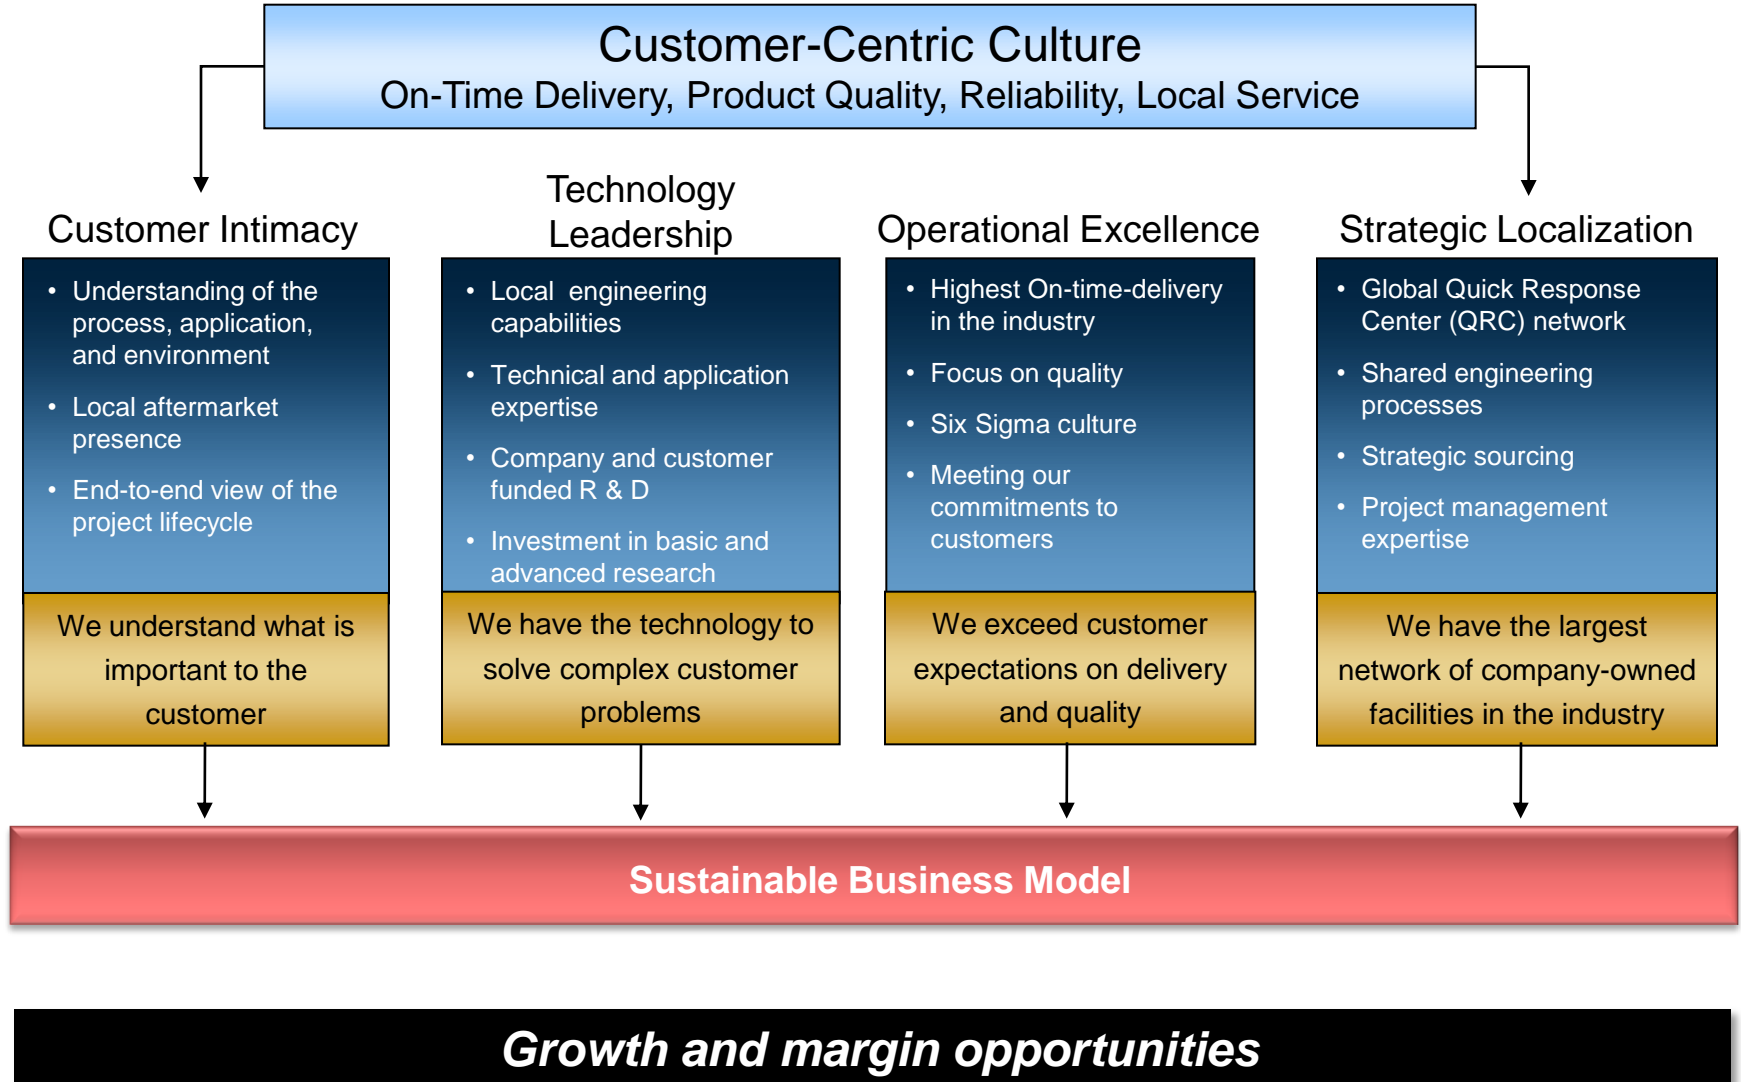 Customer-Centric Culture
On-Time Delivery, Product Quality, Reliability, Local Service
Customer Intimacy
• Understanding of the
process, application,
and environment
• Local aftermarket
presence
• End-to-end view of the
project lifecycle
We understand what is
important to the
customer
Technology
Leadership
• Local engineering
capabilities
• Technical and application
expertise
• Company and customer
funded R & D
• Investment in basic and
advanced research
We have the technology to
solve complex customer
problems
Operational Excellence
• Highest On-time-delivery
in the industry
• Focus on quality
• Six Sigma culture
• Meeting our
commitments to
customers
We exceed customer
expectations on delivery
and quality
Strategic Localization
• Global Quick Response
Center (QRC) network
• Shared engineering
processes
• Strategic sourcing
• Project management
expertise
We have the largest
network of company-owned
facilities in the industry
Sustainable Business Model
Growth and margin opportunities